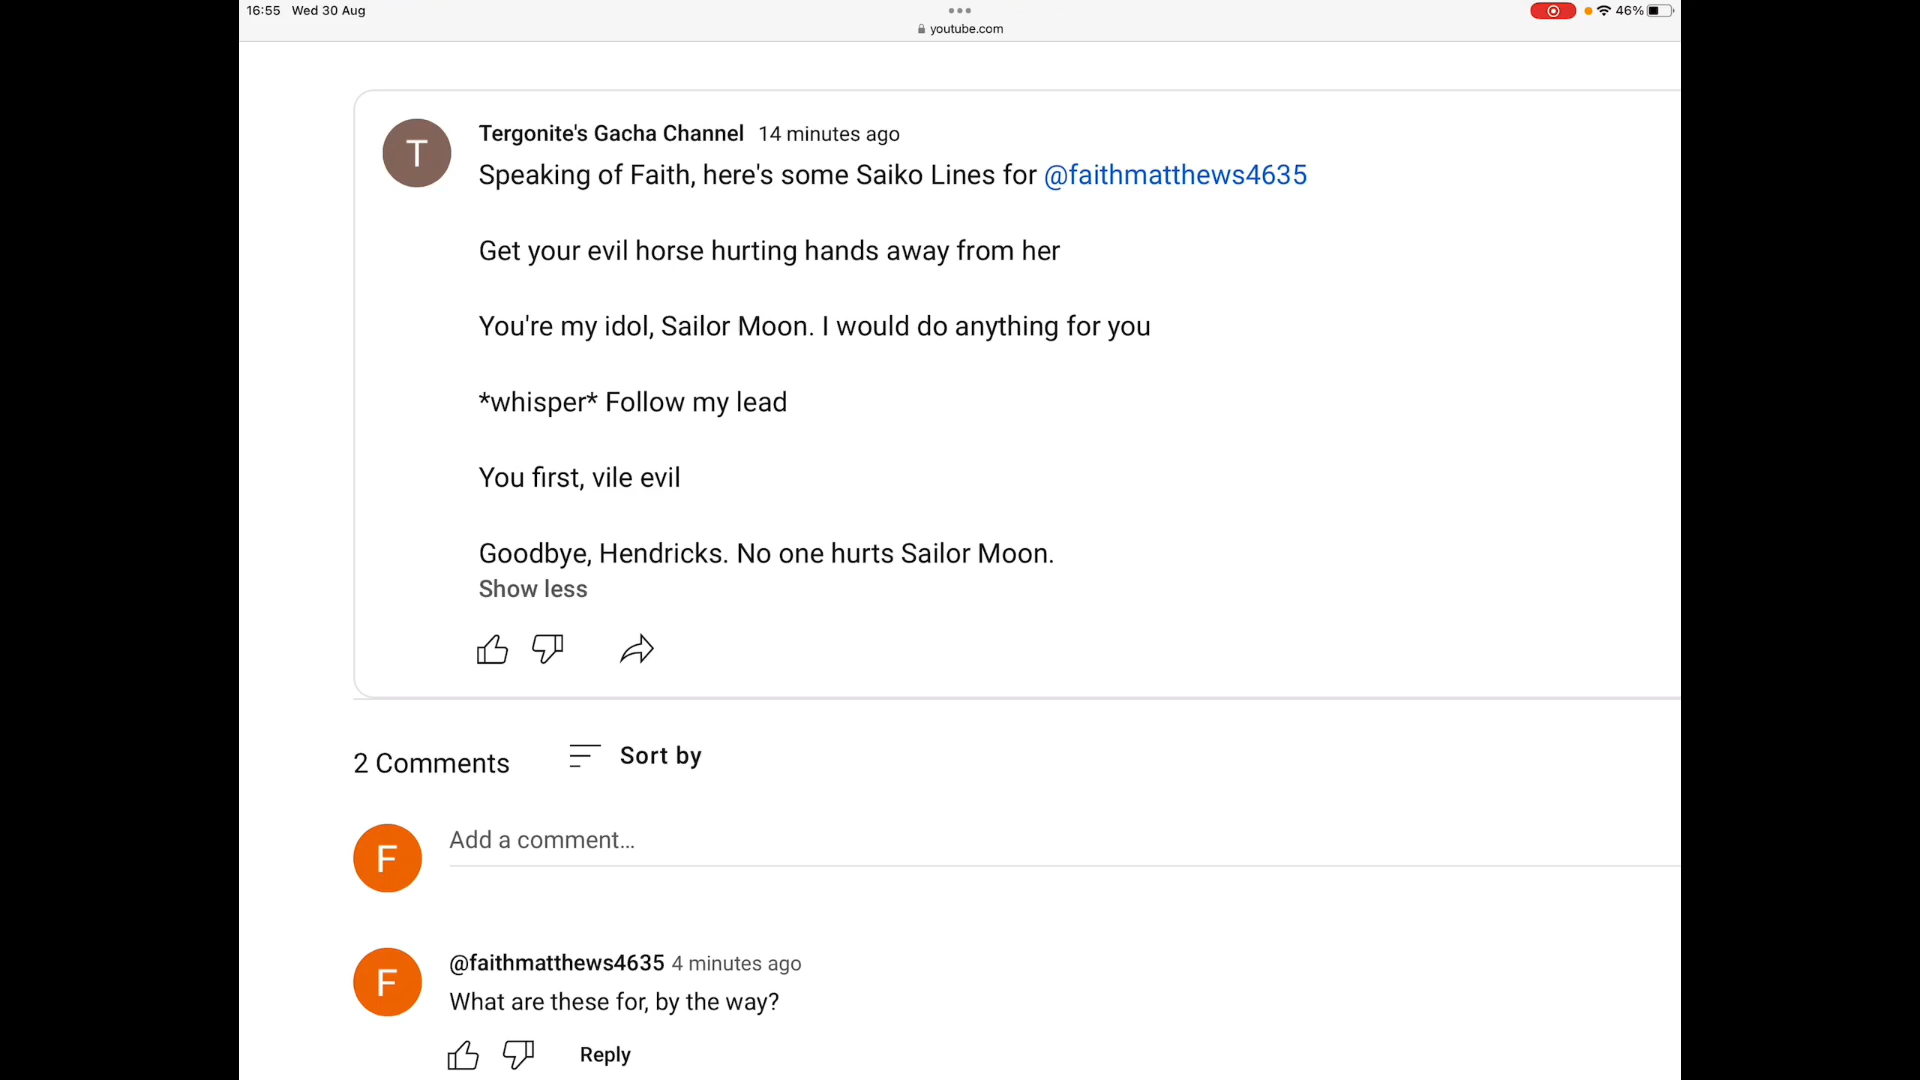 16:55 Wed 30 Aug
46%
youtube.com
T
Tergonite's Gacha Channel 14 minutes ago
Speaking of Faith, here's some Saiko Lines for @faithmatthews4635
Get your evil horse hurting hands away from her
You're my idol, Sailor Moon. I would do anything for you
*whisper* Follow my lead
You first, vile evil
Goodbye, Hendricks. No one hurts Sailor Moon.
Show less
2 Comments
Sort by
F
Add a comment...
F
@faithmatthews4635 4 minutes ago
What are these for, by the way?
Reply